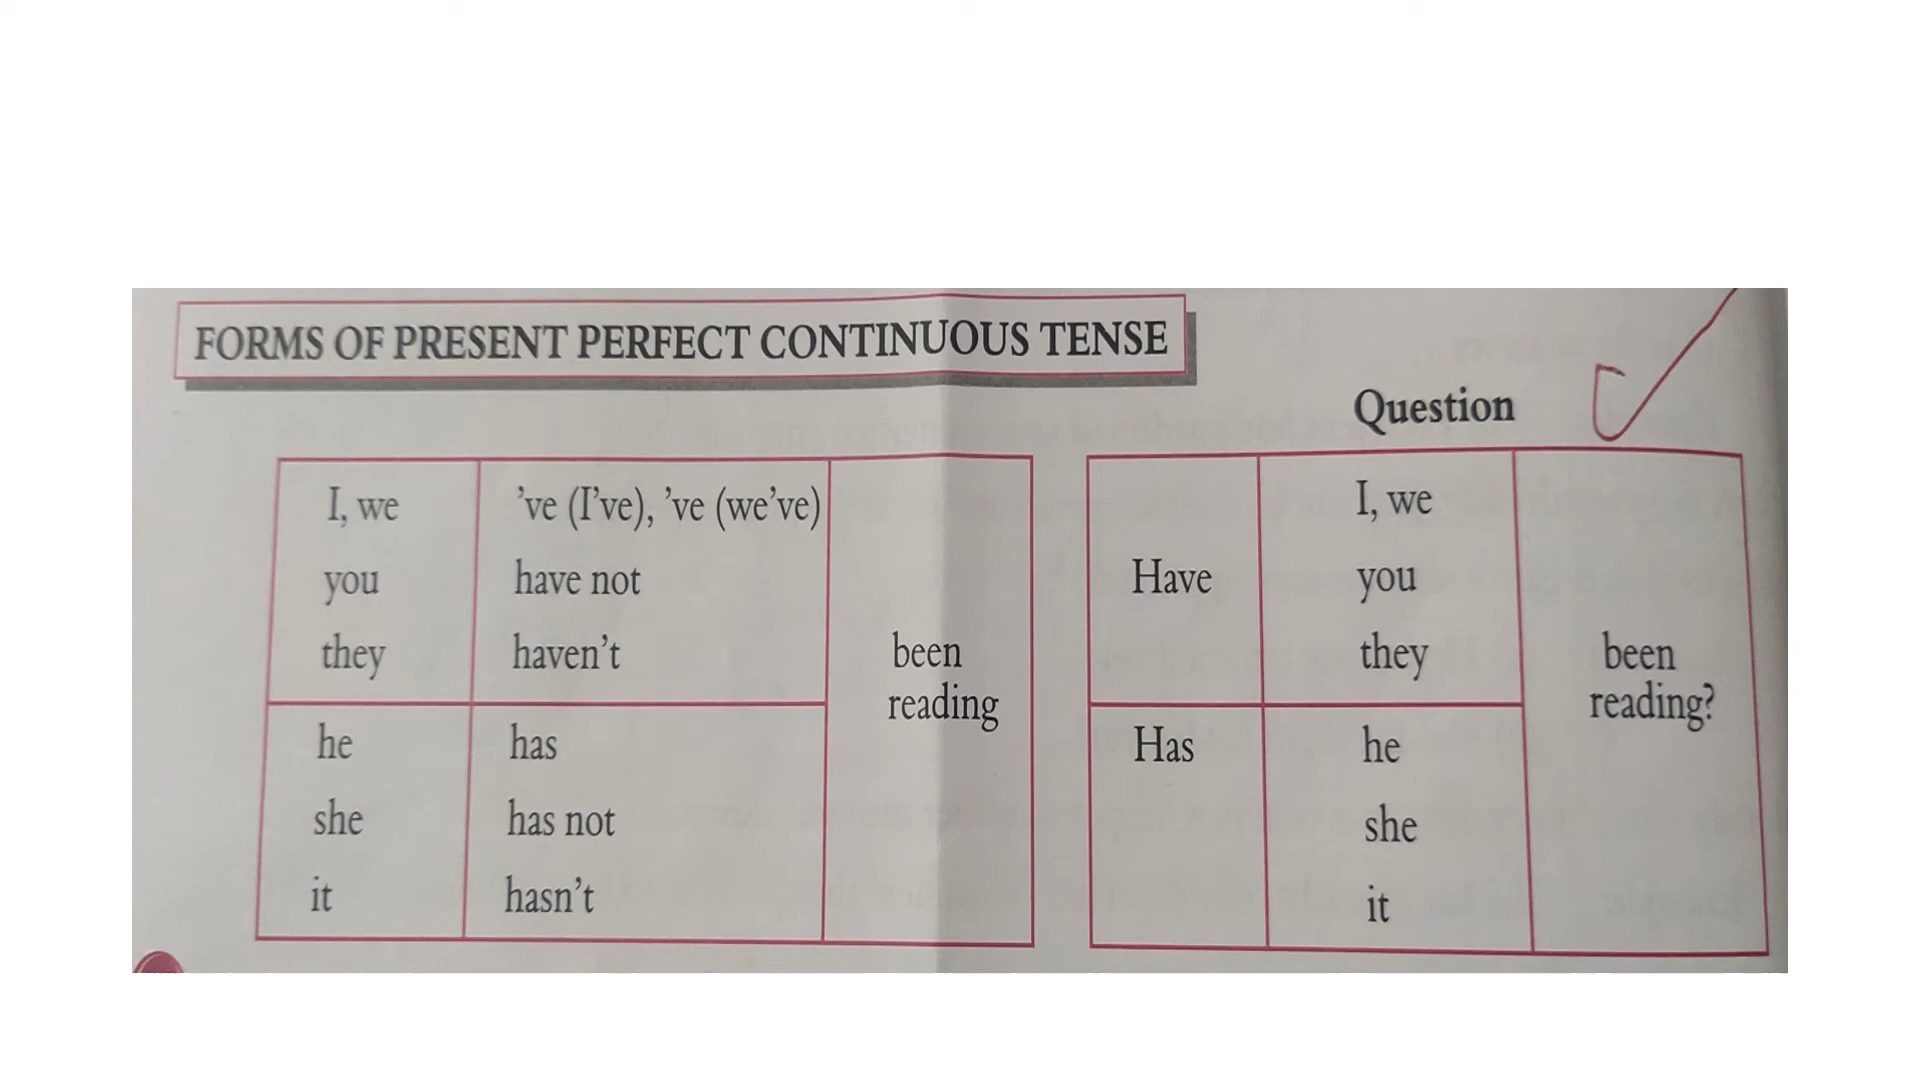 FORMS OF PRESENT PERFECT CONTINUOUS TENSE
I, we 've (I've), 've (we've)
you have not
they haven't
been
reading
he has
she has not
it hasn't
Question
I, we
Have you
they
been
reading?
Has he
she
it